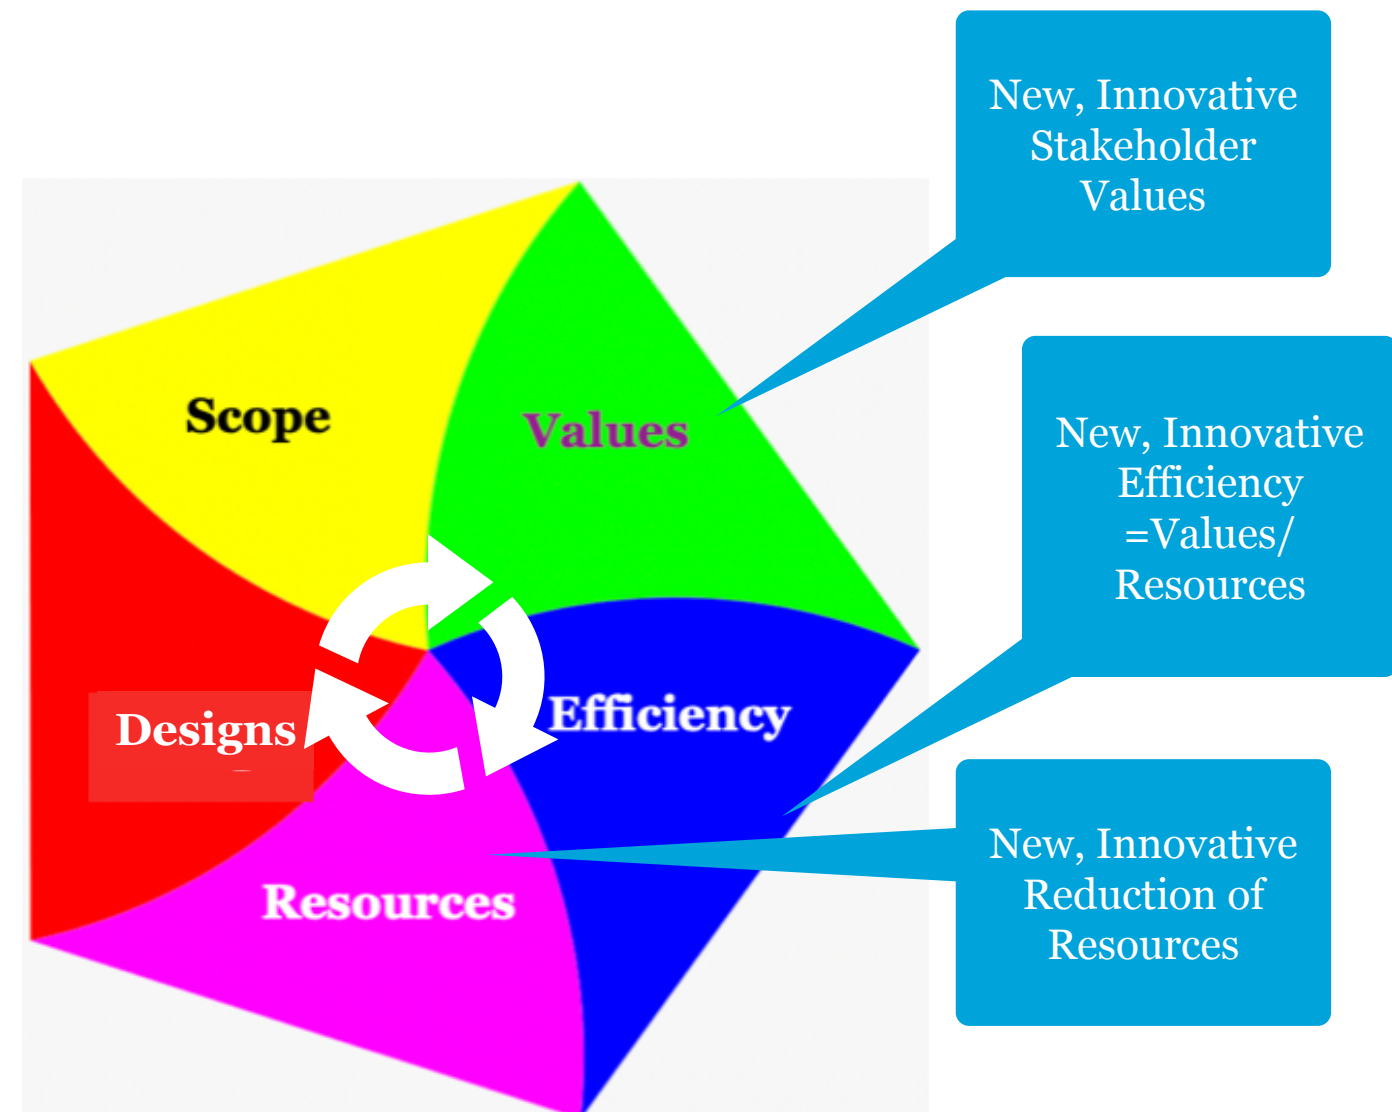 New, Innovative
Stakeholder
Values
Scope
Values
New, Innovative
Efficiency
=Values/
Resources
Designs
Efficiency
Resources
New, Innovative
Reduction of
Resources